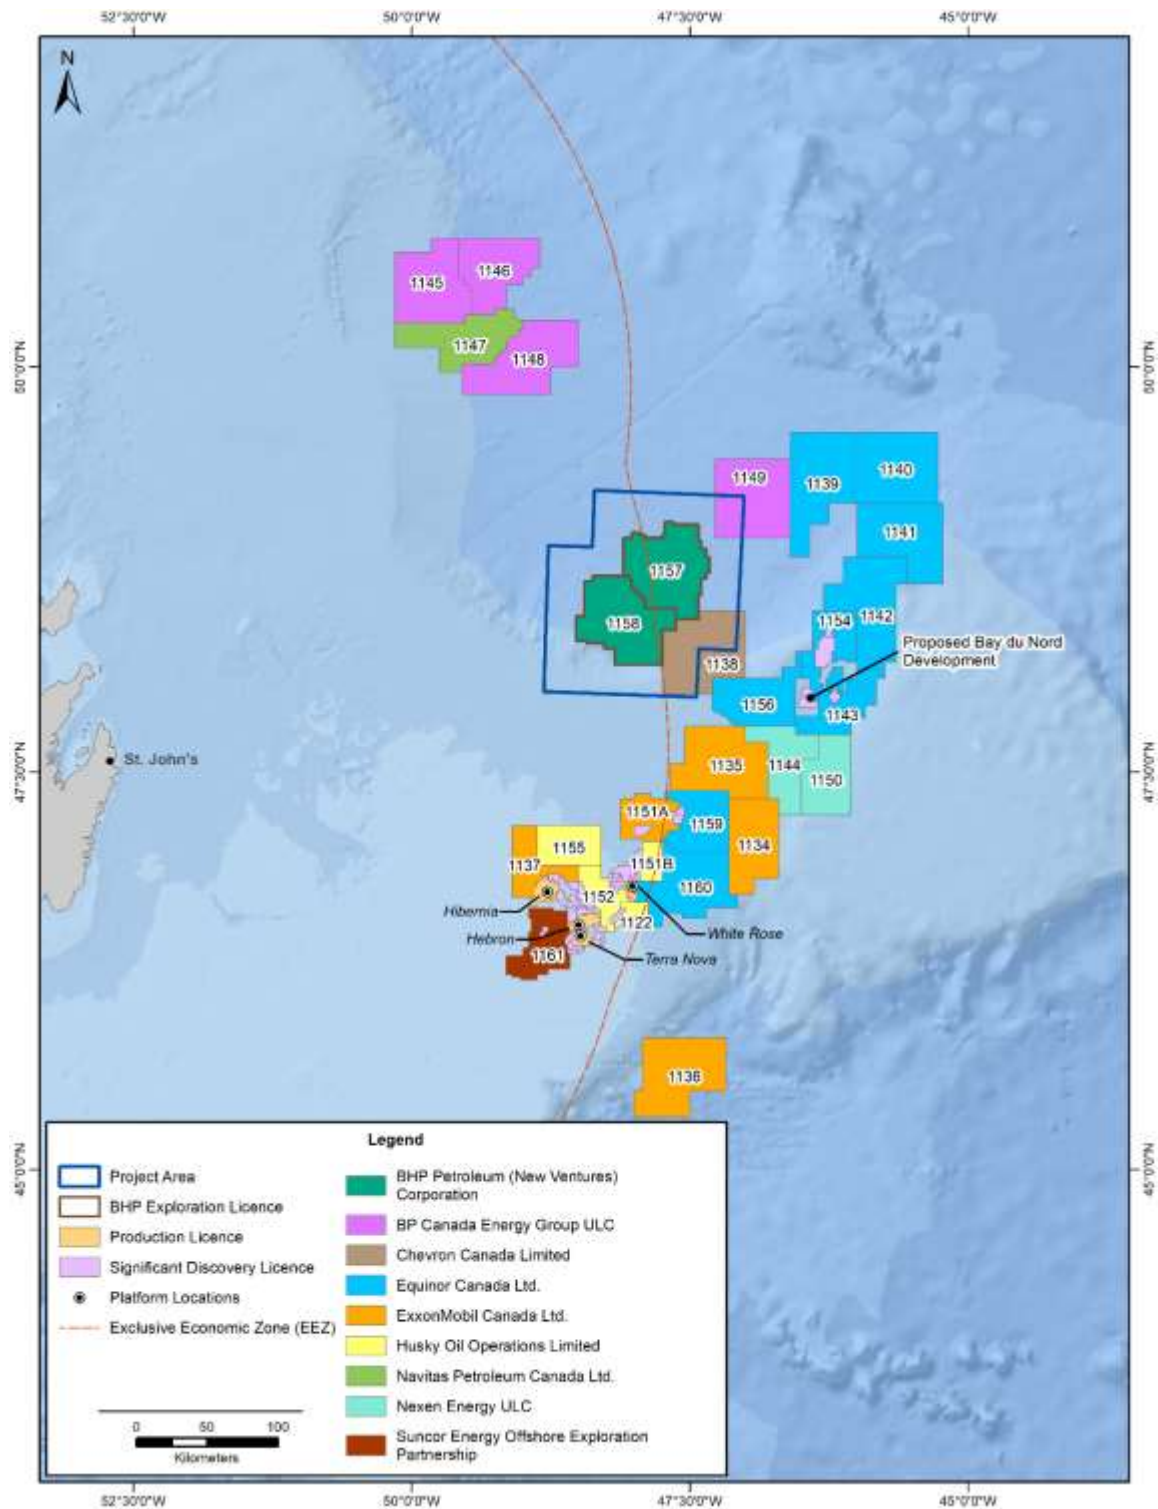 52°30'0"W 50°0'0"W 47°30'0"W 45°0'0"W
N
1145
1146
1147
1148
50°0'0"N
50°0'0"N
1149
1139
1140
1141
1157
1158
1138
1154
1142
Proposed Bay du Nord
Development
1156
1143
St. John's
47°30'0"N
47°30'0"N
1135
1144
1150
1151A
1159
1134
1137
1155
1151B
1152
1160
Hibernia
1122
White Rose
Hebron
Terra Nova
1161
1136
45°0'0"N
45°0'0"N
Legend
Project Area
BHP Exploration Licence
Production Licence
Significant Discovery Licence
Platform Locations
Exclusive Economic Zone (EEZ)
BHP Petroleum (New Ventures)
Corporation
BP Canada Energy Group ULC
Chevron Canada Limited
Equinor Canada Ltd.
ExxonMobil Canada Ltd.
Husky Oil Operations Limited
Navitas Petroleum Canada Ltd.
Nexen Energy ULC
Suncor Energy Offshore Exploration
Partnership
0 50 100
Kilometers
52°30'0"W 50°0'0"W 47°30'0"W 45°0'0"W